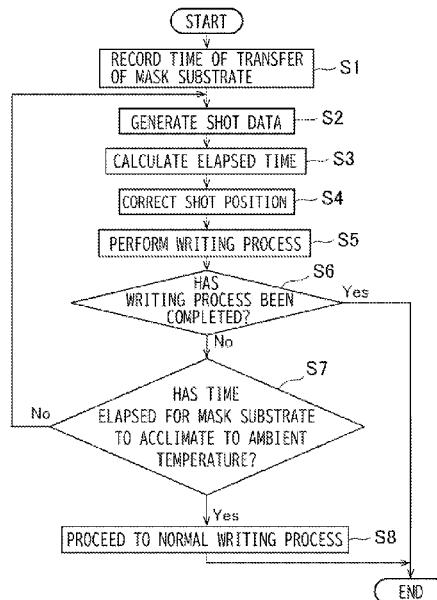 START
RECORD TIME OF TRANSFER
OF MASK SUBSTRATE
S1
GENERATE SHOT DATA
S2
CALCULATE ELAPSED TIME
S3
CORRECT SHOT POSITION
S4
PERFORM WRITING PROCESS
S5
S6
HAS
WRITING PROCESS BEEN
COMPLETED?
Yes
No
S7
HAS TIME
ELAPSED FOR MASK SUBSTRATE
TO ACCLIMATE TO AMBIENT
TEMPERATURE?
No
Yes
PROCEED TO NORMAL WRITING PROCESS
S8
END